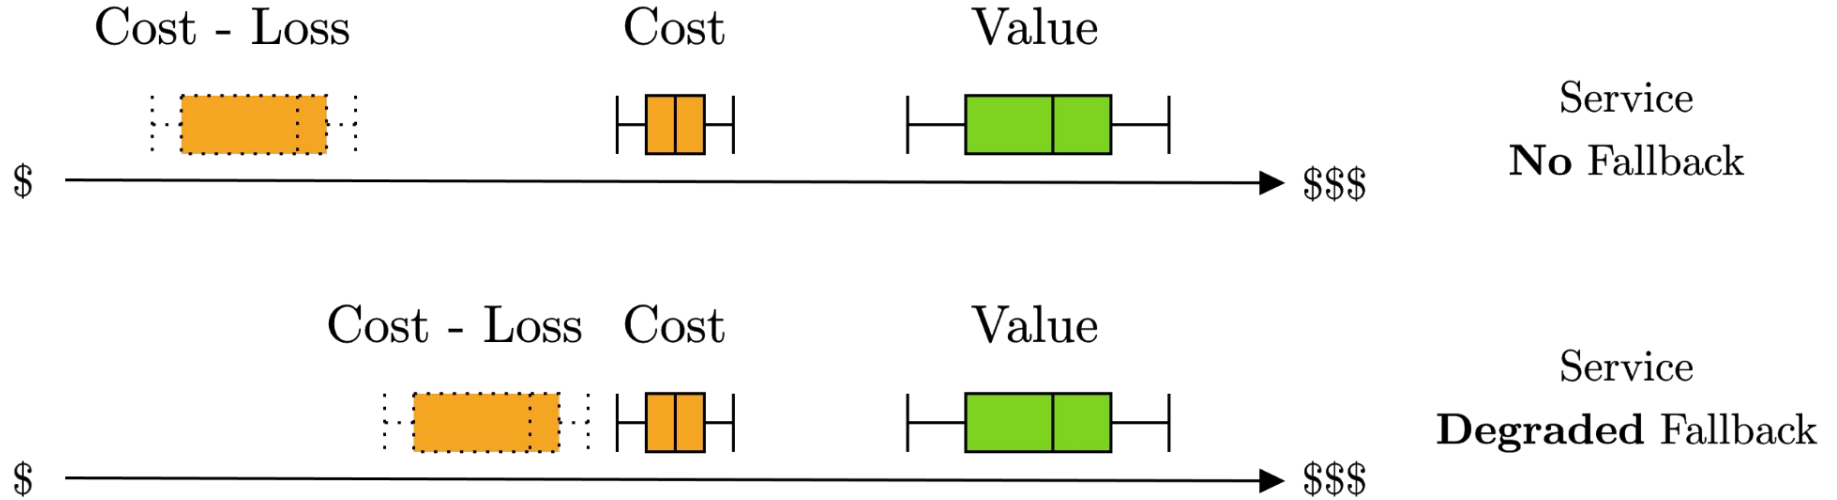 Cost - Loss Cost Value
Service
No Fallback
$ $$$
Cost - Loss Cost Value
Service
Degraded Fallback
$ $$$